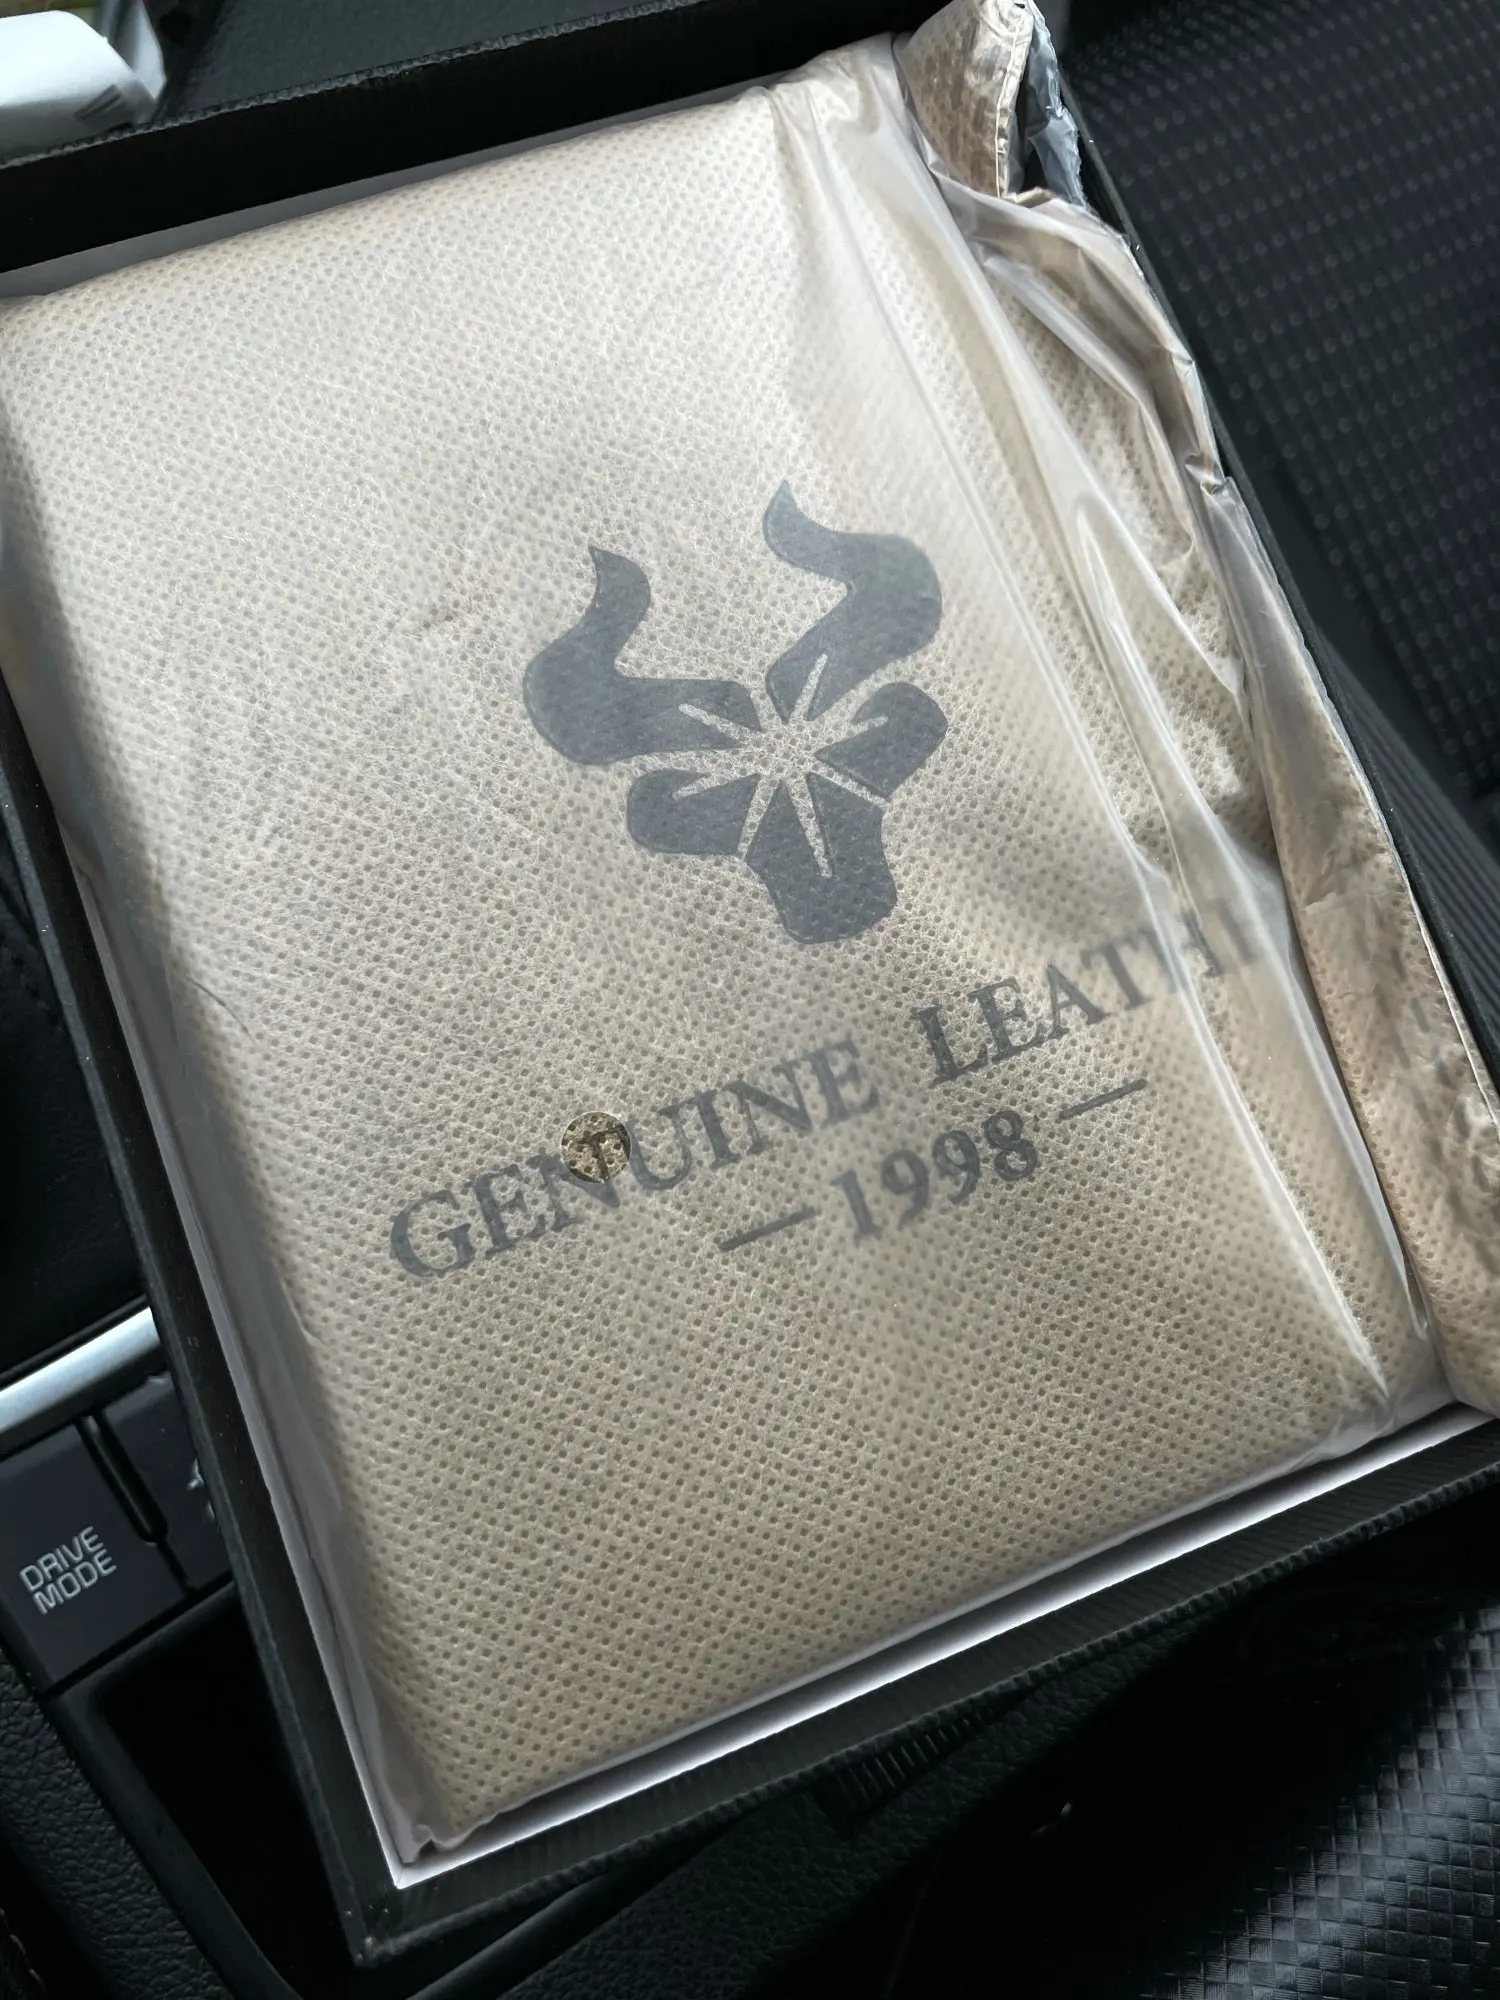 GENUINE LEATH
— 1998 —
DRIVE
MODE